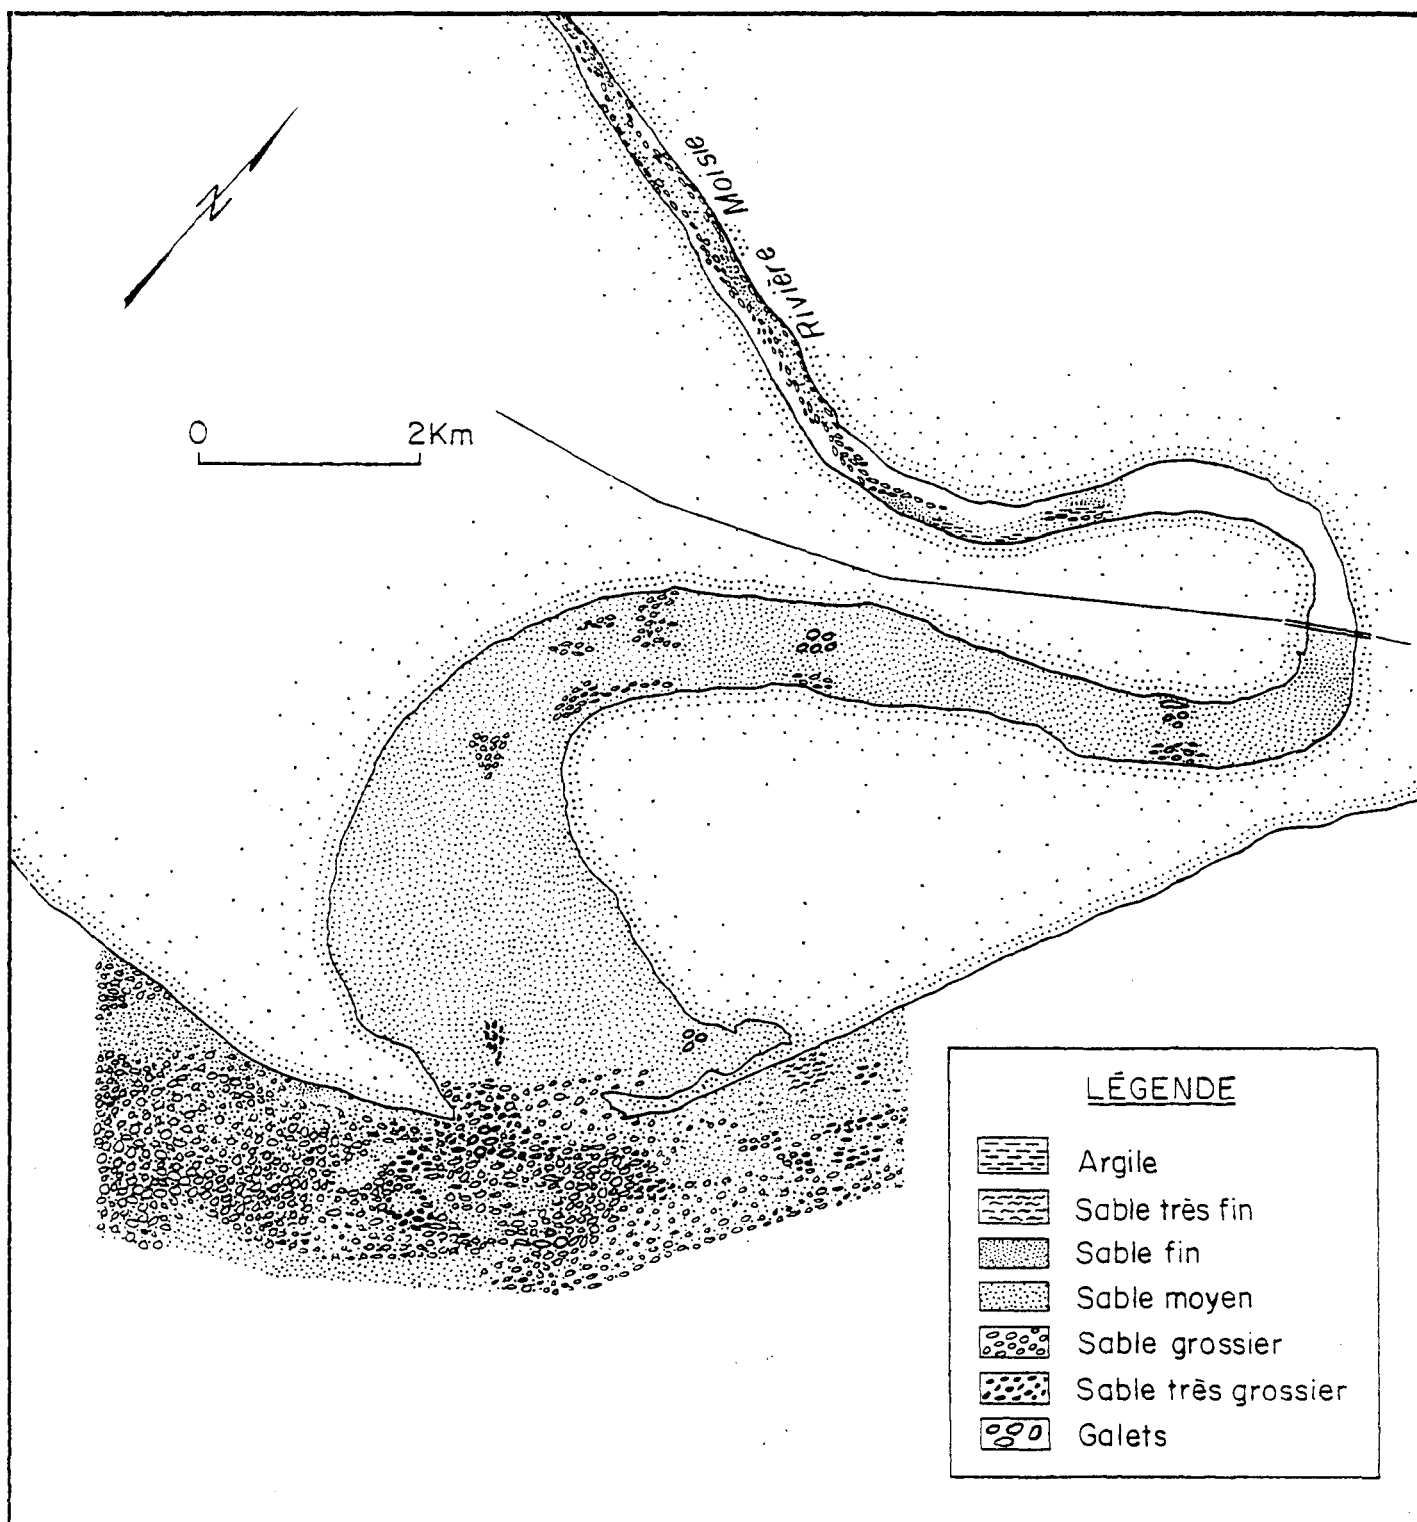 Rivière Moisie
N
0 2Km
LÉGENDE
Argile
Sable très fin
Sable fin
Sable moyen
Sable grossier
Sable très grossier
Galets